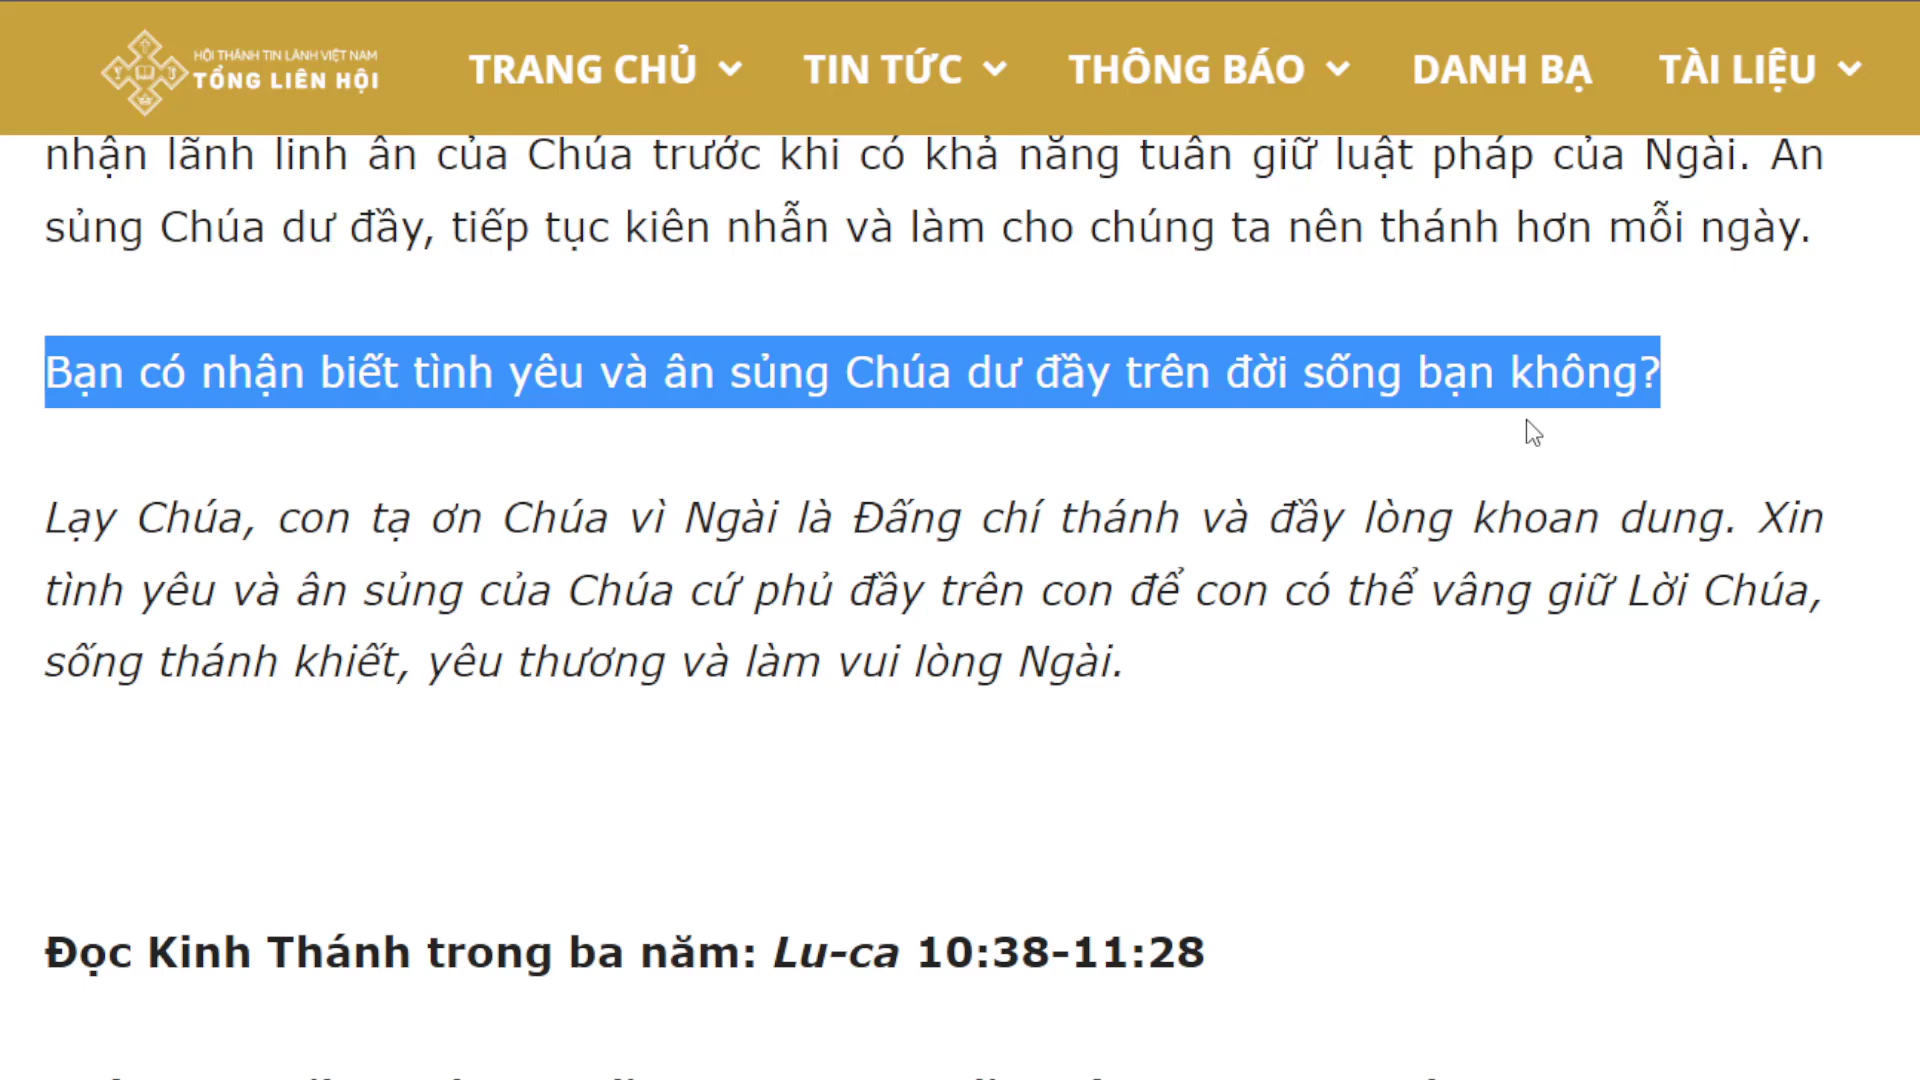 HỘI THÁNH TIN LÀNH VIỆT NAM
TỔNG LIÊN HỘI
TRANG CHỦ
TIN TỨC
THÔNG BÁO
DANH BẠ
TÀI LIỆU
nhận lãnh linh ân của Chúa trước khi có khả năng tuân giữ luật pháp của Ngài. Ân
sủng Chúa dư đầy, tiếp tục kiên nhẫn và làm cho chúng ta nên thánh hơn mỗi ngày.
Bạn có nhận biết tình yêu và ân sủng Chúa dư đầy trên đời sống bạn không?
Lạy Chúa, con tạ ơn Chúa vì Ngài là Đấng chí thánh và đầy lòng khoan dung. Xin
tình yêu và ân sủng của Chúa cứ phủ đầy trên con để con có thể vâng giữ Lời Chúa,
sống thánh khiết, yêu thương và làm vui lòng Ngài.
Đọc Kinh Thánh trong ba năm: Lu-ca 10:38-11:28